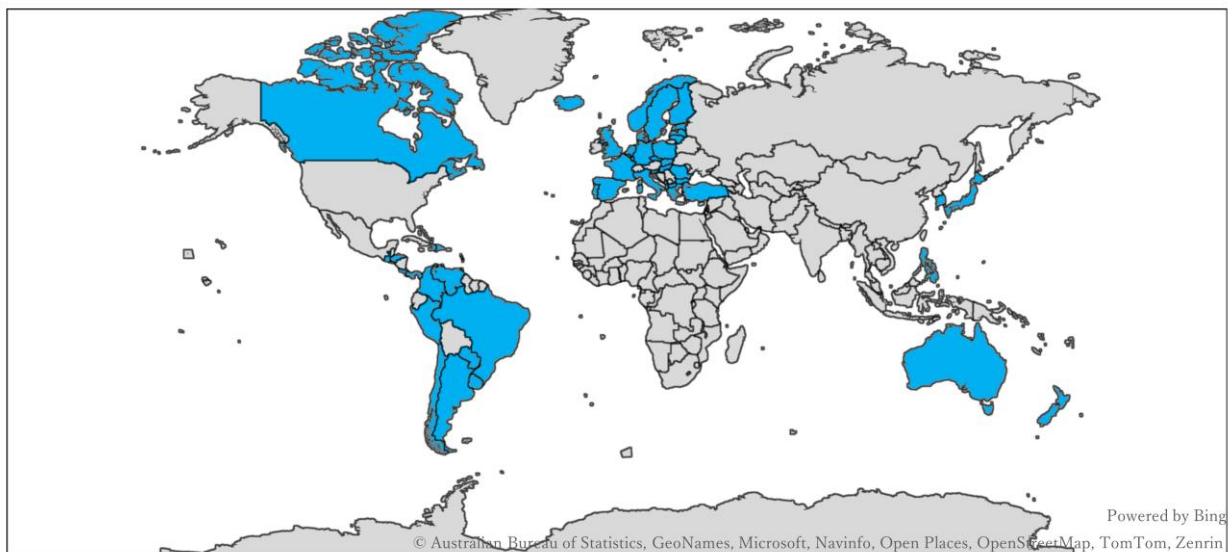 Powered by Bing
© Australian Bureau of Statistics, GeoNames, Microsoft, Navinfo, Open Places, OpenStreetMap, TomTom, Zenrin